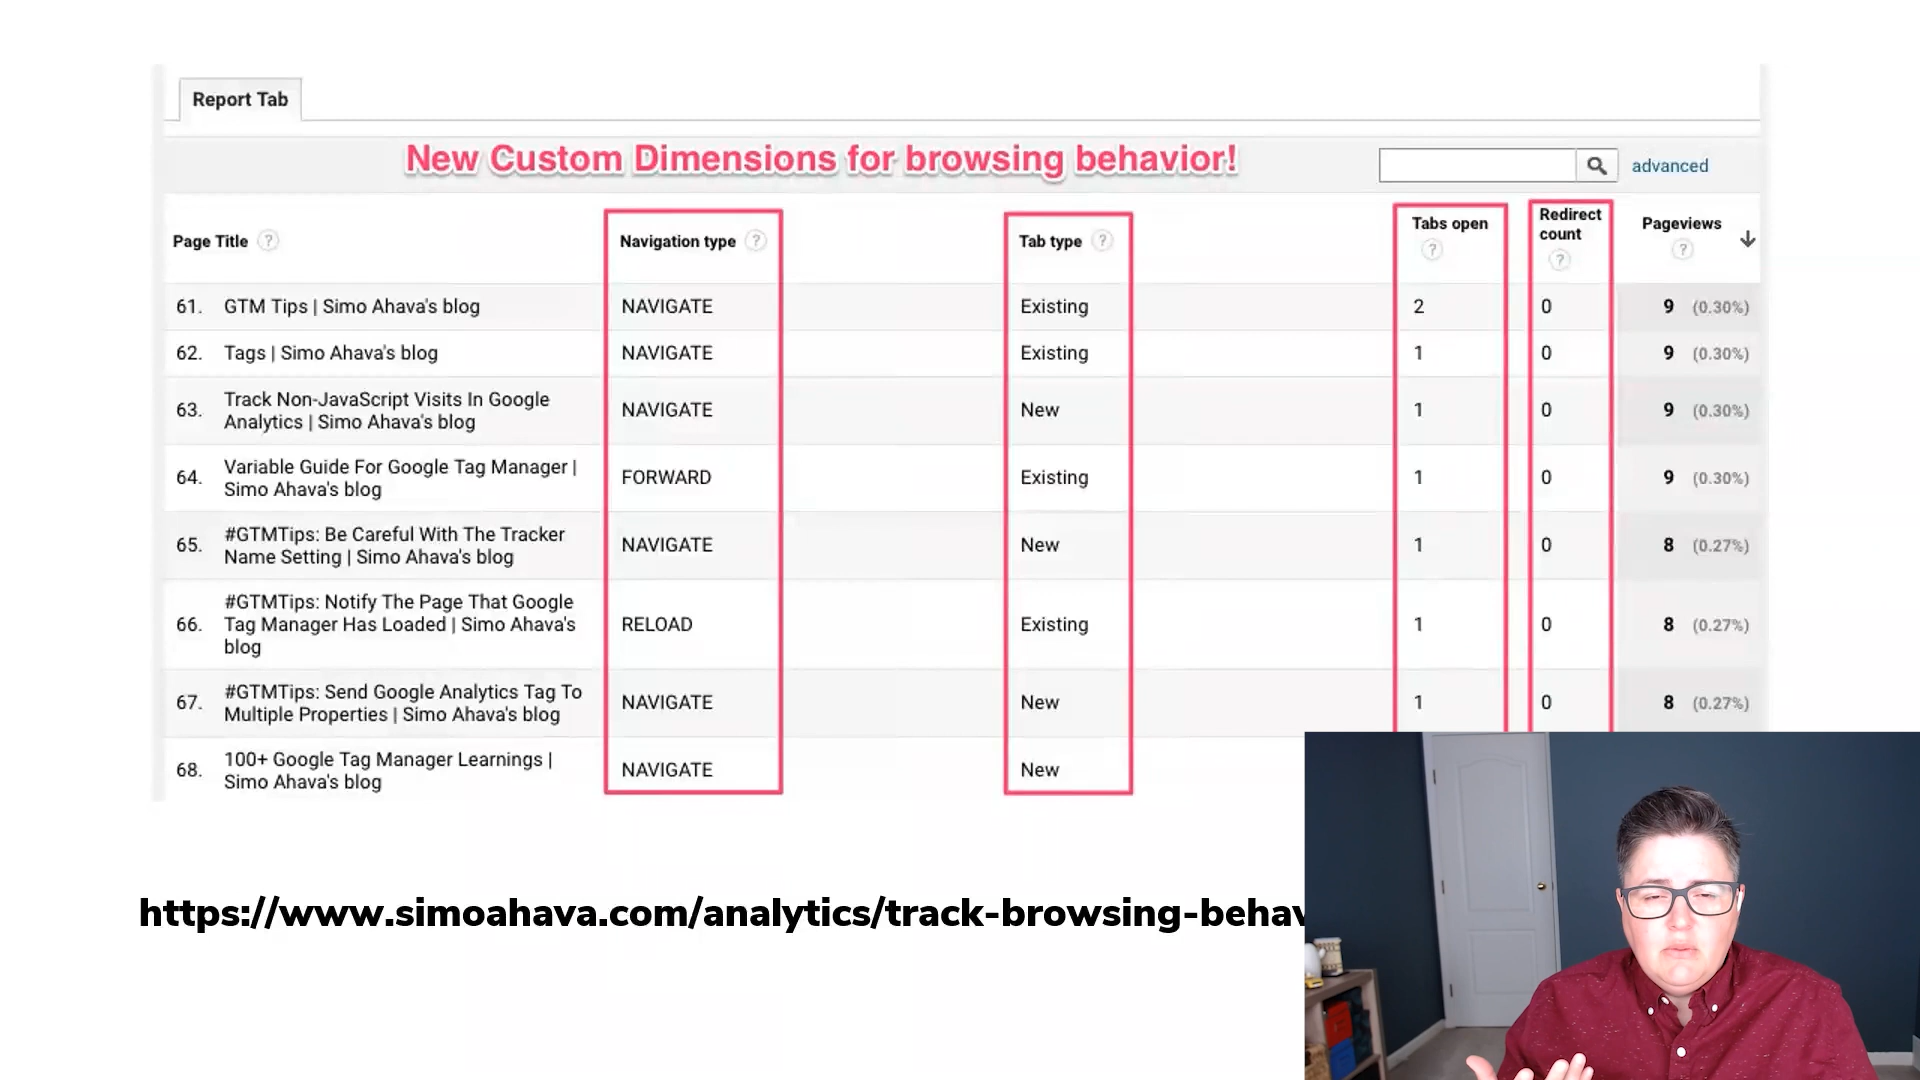 Report Tab
New Custom Dimensions for browsing behavior!
advanced
Page Title ?
Navigation type ?
Tab type ?
Tabs open
?
Redirect
count
?
Pageviews
?
61. GTM Tips | Simo Ahava's blog NAVIGATE Existing 2 0 9 (0.30%)
62. Tags | Simo Ahava's blog NAVIGATE Existing 1 0 9 (0.30%)
63. Track Non-JavaScript Visits In Google
Analytics | Simo Ahava's blog NAVIGATE New 1 0 9 (0.30%)
64. Variable Guide For Google Tag Manager |
Simo Ahava's blog FORWARD Existing 1 0 9 (0.30%)
65. #GTMTips: Be Careful With The Tracker
Name Setting | Simo Ahava's blog NAVIGATE New 1 0 8 (0.27%)
66. #GTMTips: Notify The Page That Google
Tag Manager Has Loaded | Simo Ahava's
blog RELOAD Existing 1 0 8 (0.27%)
67. #GTMTips: Send Google Analytics Tag To
Multiple Properties | Simo Ahava's blog NAVIGATE New 1 0 8 (0.27%)
68. 100+ Google Tag Manager Learnings |
Simo Ahava's blog NAVIGATE New
https://www.simoahava.com/analytics/track-browsing-behav